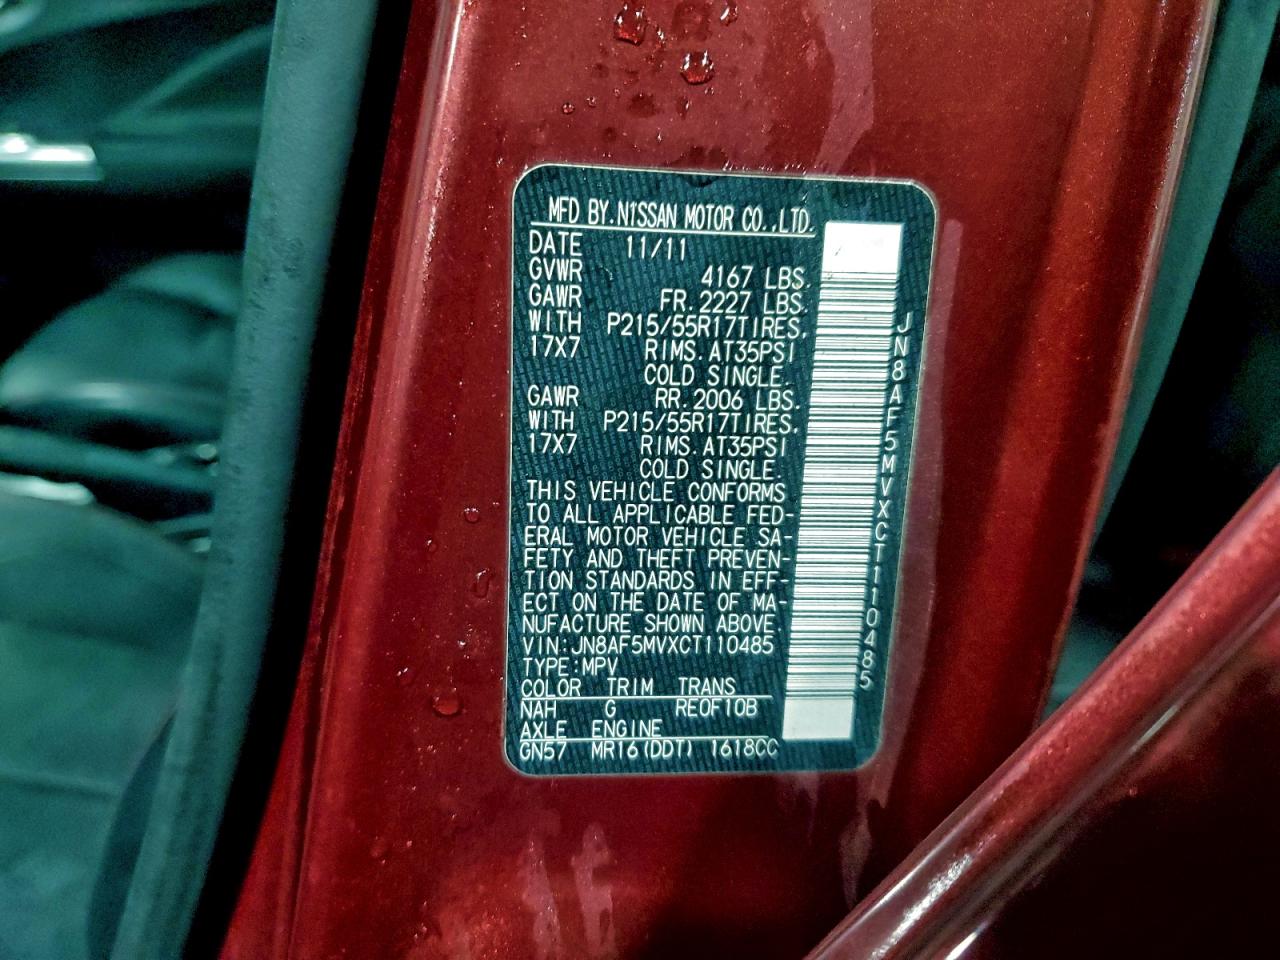 MFD BY.NISSAN MOTOR CO.,LTD.
DATE 11/11
GVWR 4167 LBS.
GAWR FR.2227 LBS.
WITH P215/55R17TIRES,
17X7 RIMS.AT35PSI
COLD SINGLE.
GAWR RR.2006 LBS.
WITH P215/55R17TIRES,
17X7 RIMS.AT35PSI
COLD SINGLE.
THIS VEHICLE CONFORMS
TO ALL APPLICABLE FED-
ERAL MOTOR VEHICLE SA-
FETY AND THEFT PREVEN-
TION STANDARDS IN EFF-
ECT ON THE DATE OF MA-
NUFACTURE SHOWN ABOVE
VIN:JN8AF5MVXCT110485
TYPE:MPV
COLOR TRIM TRANS
NAH G RE0F10B
AXLE ENGINE
GN57 MR16(DDT) 1618CC
JN8AF5MVXCT110485